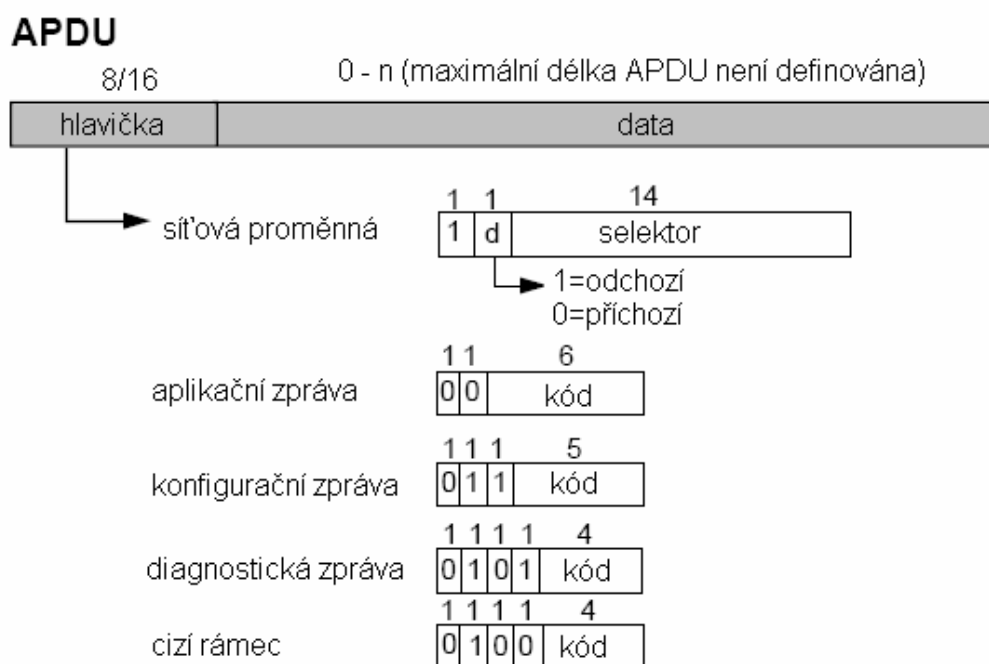 APDU
8/16 0 - n (maximální délka APDU není definována)
hlavička data
1 1 14
síťová proměnná 1 d selektor
1=odchozí
0=příchozí
1 1 6
aplikační zpráva 0 0 kód
1 1 1 5
konfigurační zpráva 0 1 1 kód
1 1 1 1 4
diagnostická zpráva 0 1 0 1 kód
1 1 1 1 4
cizí rámec 0 1 0 0 kód